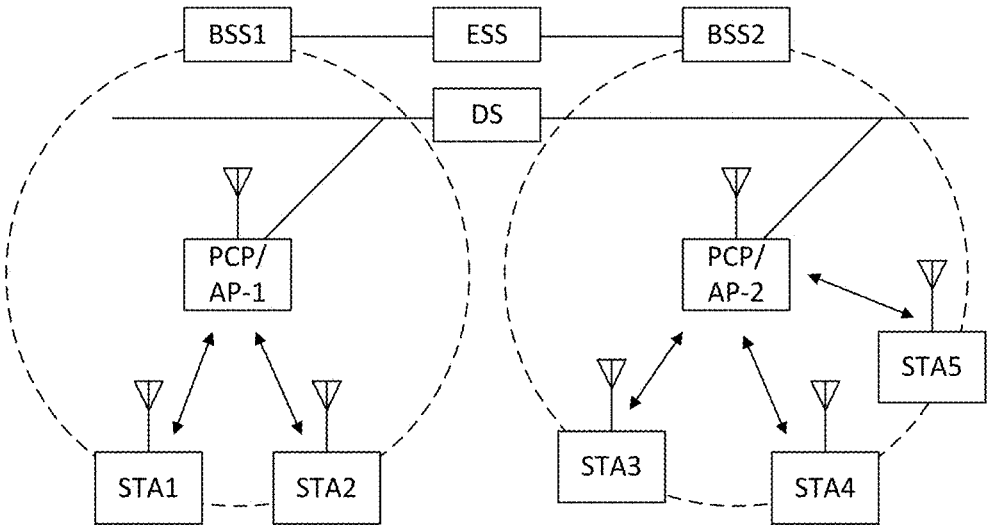 BSS1
ESS
BSS2
DS
PCP/
AP-1
PCP/
AP-2
STA5
STA3
STA1
STA2
STA4